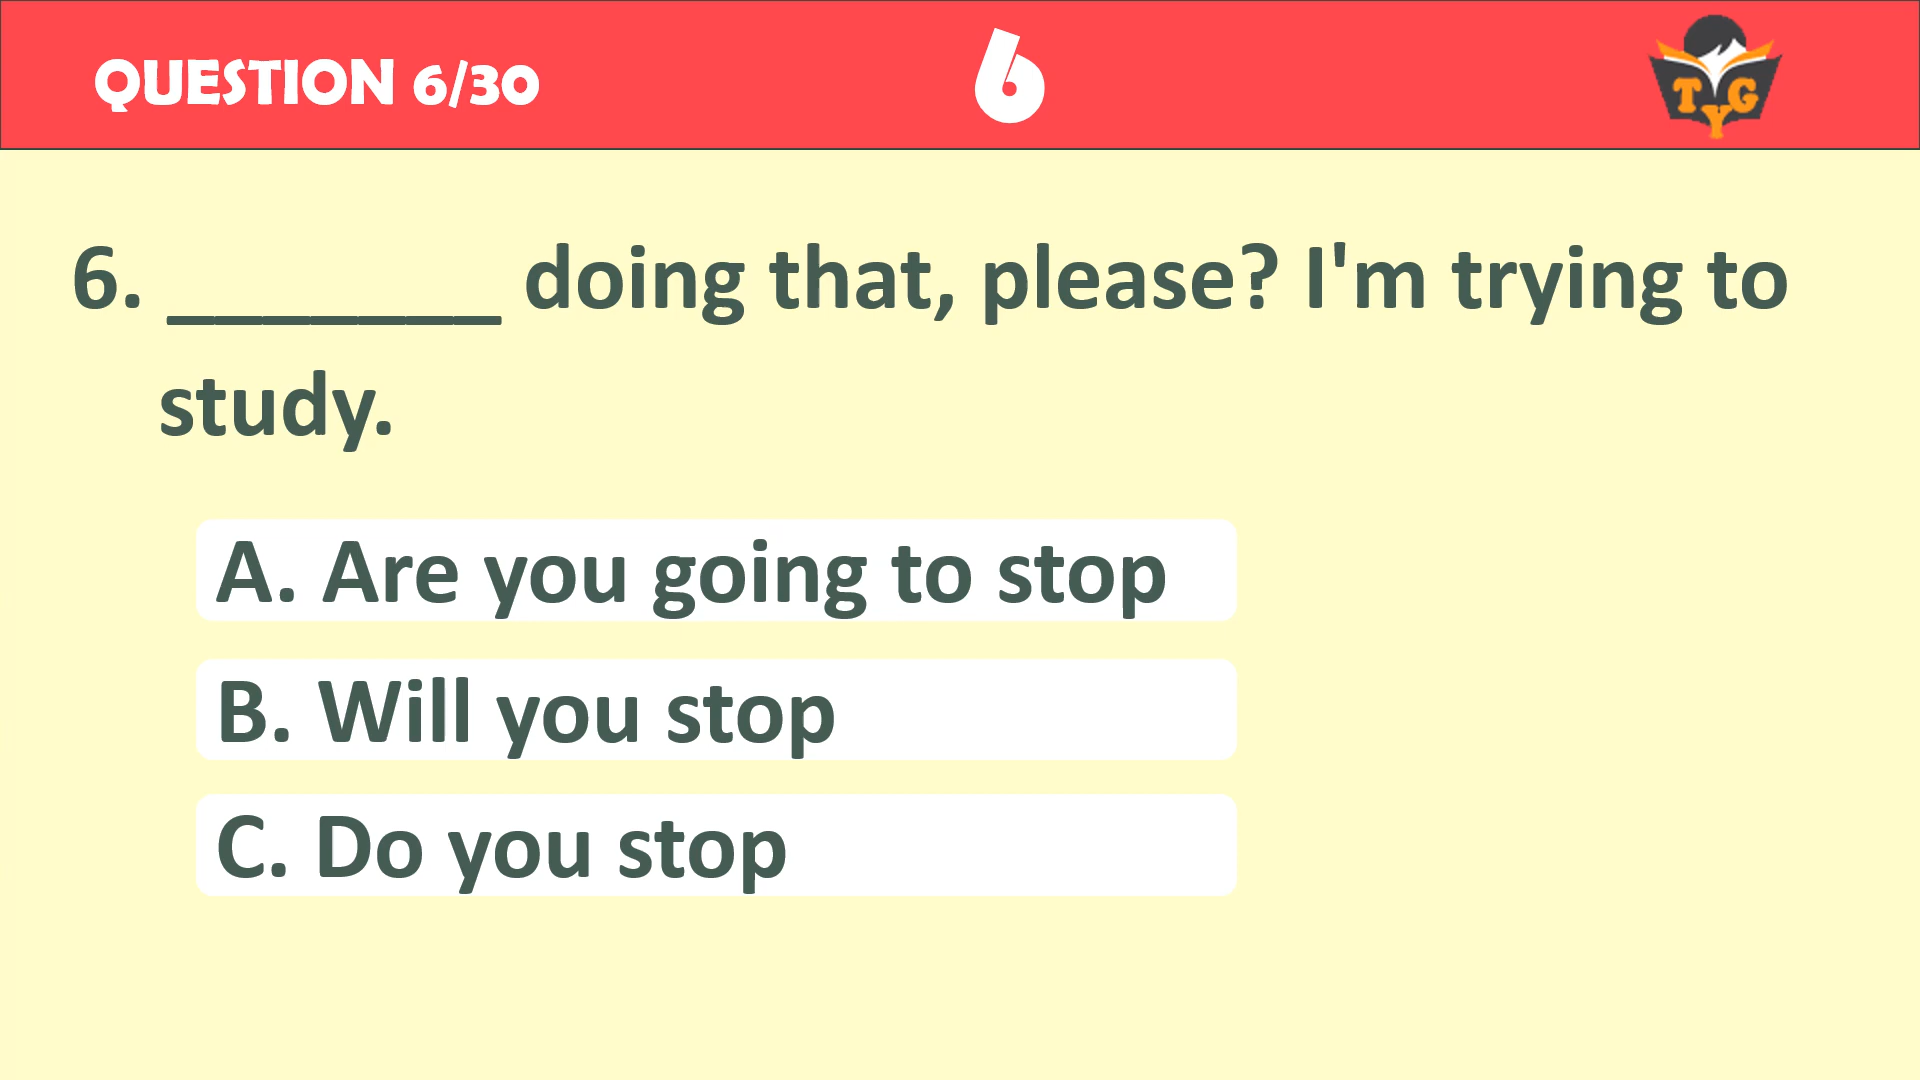 QUESTION 6/30
6
TYG
6. _______ doing that, please? I'm trying to
study.
A. Are you going to stop
B. Will you stop
C. Do you stop